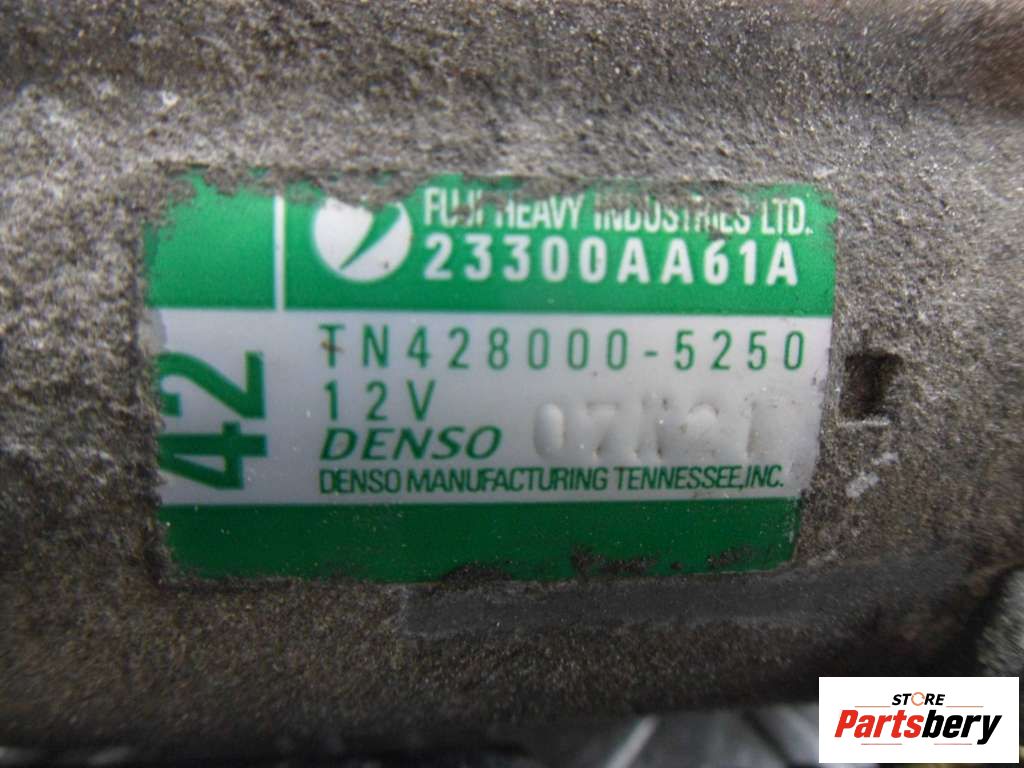 FUJI HEAVY INDUSTRIES LTD.
23300AA61A
42
TN428000-5250
12V
DENSO
DENSO MANUFACTURING TENNESSEE,INC.
STORE
Partsbery